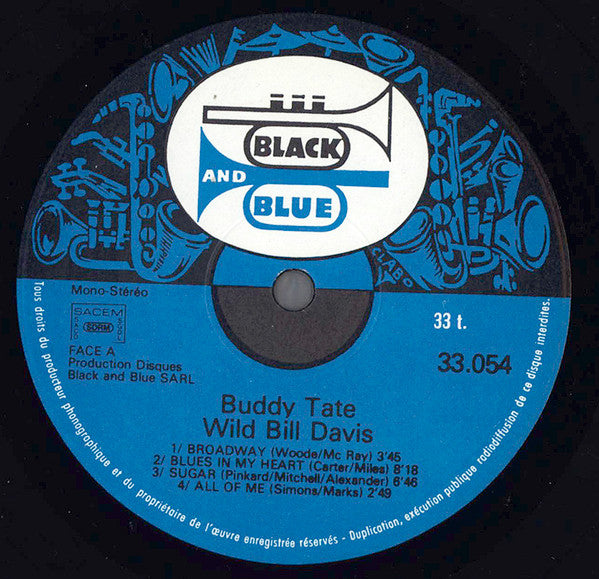 BLACK
AND
BLUE
CLABO
Mono-Stéréo
SACEM
SDRM
FACE A
Production Disques
Black and Blue SARL
33 t.
33.054
Buddy Tate
Wild Bill Davis
1/ BROADWAY (Woode/Mc Ray) 3'45
2/ BLUES IN MY HEART (Carter/Miles) 8'18
3/ SUGAR (Pinkard/Mitchell/Alexander) 6'46
4/ ALL OF ME (Simons/Marks) 2'49
Tous droits du producteur phonographique et du propriétaire de l'œuvre enregistrée réservés - Duplication, exécution publique radiodiffusion de ce disque interdites.